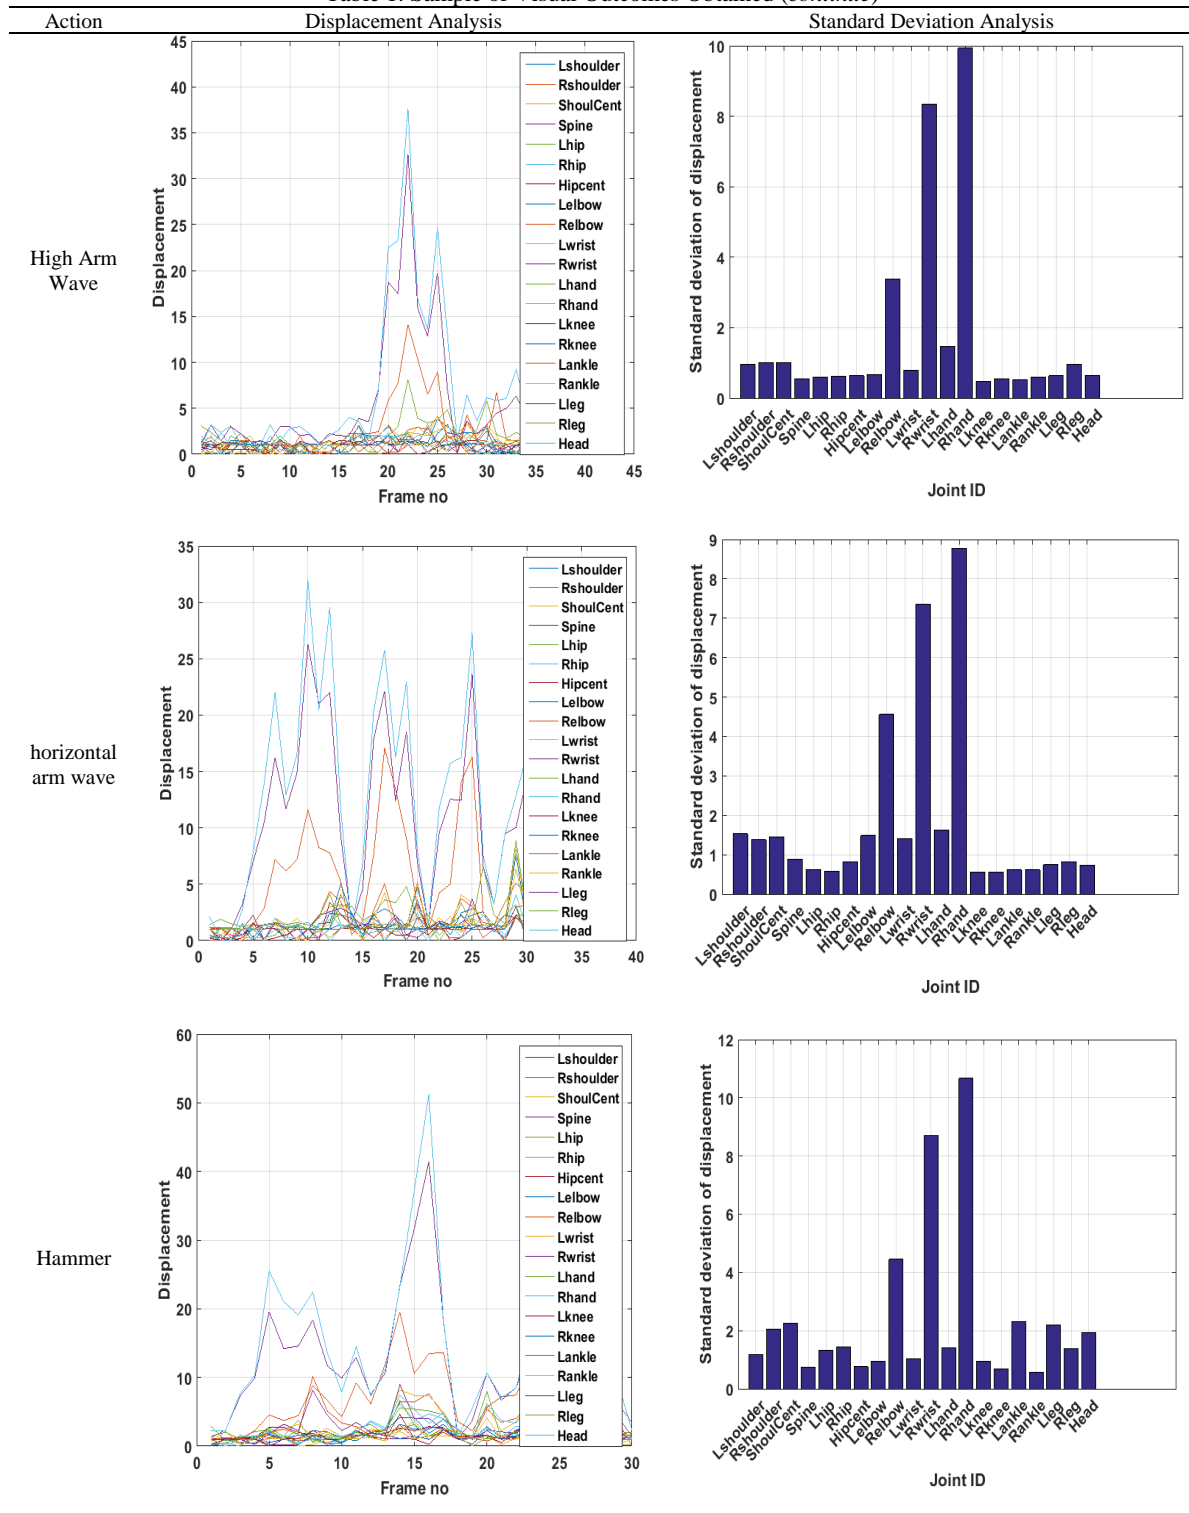 Table 1. Sample of Visual Outcomes Obtained (continue)
Action Displacement Analysis Standard Deviation Analysis
High Arm
Wave
Displacement
45
40
35
30
25
20
15
10
5
0
0 5 10 15 20 25 30 35 40 45
Frame no
Lshoulder
Rshoulder
ShoulCent
Spine
Lhip
Rhip
Hipcent
Lelbow
Relbow
Lwrist
Rwrist
Lhand
Rhand
Lknee
Rknee
Lankle
Rankle
Lleg
Rleg
Head
Standard deviation of displacement
10
8
6
4
2
0
Lshoulder
Rshoulder
ShoulCent
Spine
Lhip
Rhip
Hipcent
Lelbow
Relbow
Lwrist
Rwrist
Lhand
Rhand
Lknee
Rknee
Lankle
Rankle
Lleg
Rleg
Head
Joint ID
horizontal
arm wave
Displacement
35
30
25
20
15
10
5
0
0 5 10 15 20 25 30 35 40
Frame no
Lshoulder
Rshoulder
ShoulCent
Spine
Lhip
Rhip
Hipcent
Lelbow
Relbow
Lwrist
Rwrist
Lhand
Rhand
Lknee
Rknee
Lankle
Rankle
Lleg
Rleg
Head
Standard deviation of displacement
9
8
7
6
5
4
3
2
1
0
Lshoulder
Rshoulder
ShoulCent
Spine
Lhip
Rhip
Hipcent
Lelbow
Relbow
Lwrist
Rwrist
Lhand
Rhand
Lknee
Rknee
Lankle
Rankle
Lleg
Rleg
Head
Joint ID
Hammer
Displacement
60
50
40
30
20
10
0
0 5 10 15 20 25 30
Frame no
Lshoulder
Rshoulder
ShoulCent
Spine
Lhip
Rhip
Hipcent
Lelbow
Relbow
Lwrist
Rwrist
Lhand
Rhand
Lknee
Rknee
Lankle
Rankle
Lleg
Rleg
Head
Standard deviation of displacement
12
10
8
6
4
2
0
Lshoulder
Rshoulder
ShoulCent
Spine
Lhip
Rhip
Hipcent
Lelbow
Relbow
Lwrist
Rwrist
Lhand
Rhand
Lknee
Rknee
Lankle
Rankle
Lleg
Rleg
Head
Joint ID